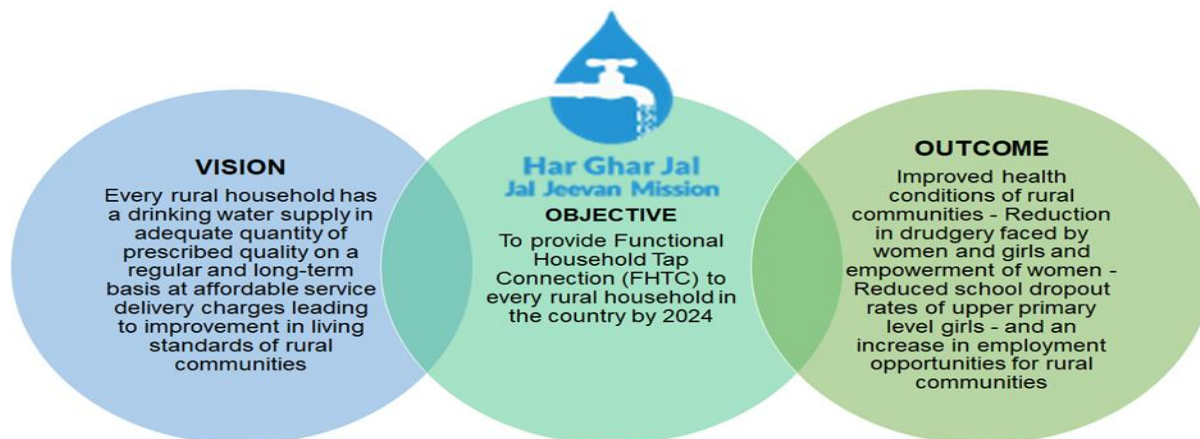 VISION
Every rural household has
a drinking water supply in
adequate quantity of
prescribed quality on a
regular and long-term
basis at affordable service
delivery charges leading
to improvement in living
standards of rural
communities
Har Ghar Jal
Jal Jeevan Mission
OBJECTIVE
To provide Functional
Household Tap
Connection (FHTC) to
every rural household in
the country by 2024
OUTCOME
Improved health
conditions of rural
communities - Reduction
in drudgery faced by
women and girls and
empowerment of women -
Reduced school dropout
rates of upper primary
level girls - and an
increase in employment
opportunities for rural
communities